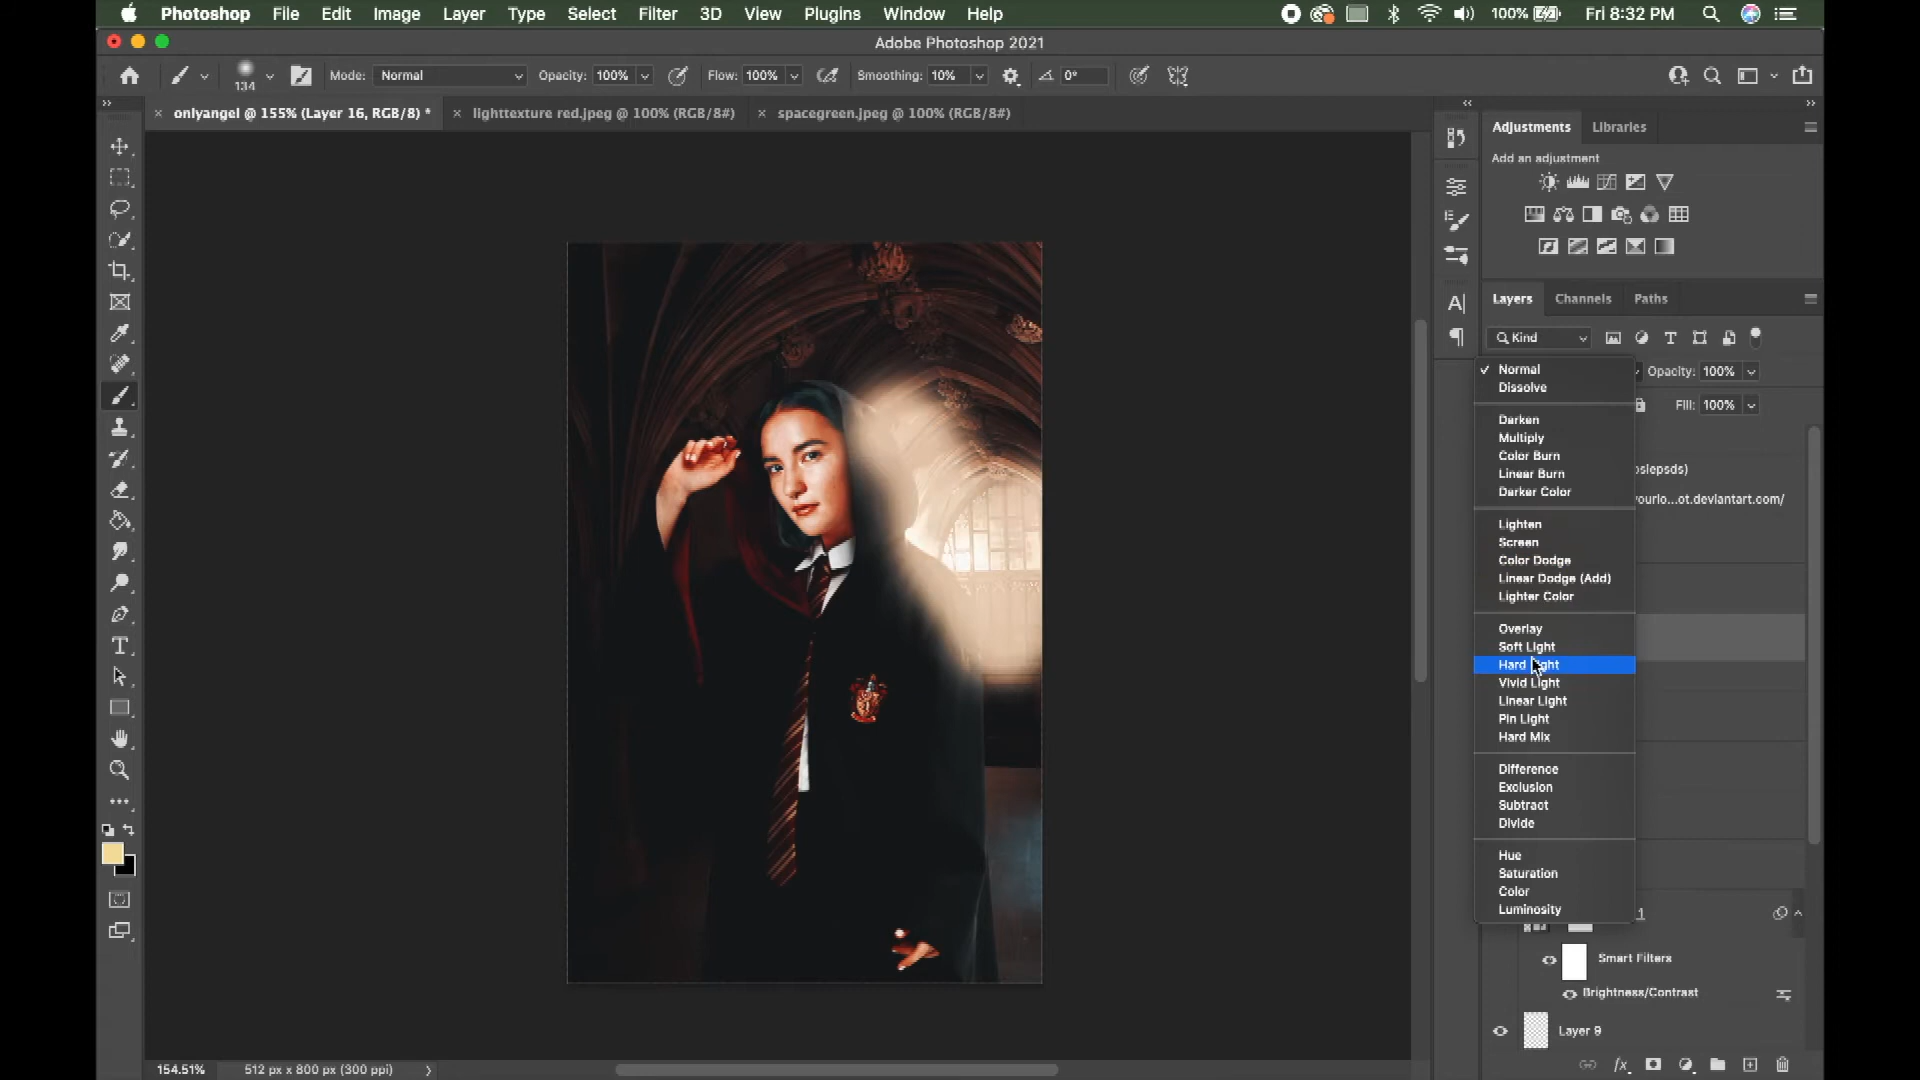 Photoshop File Edit Image Layer Type Select Filter 3D View Plugins Window Help 100% Fri 8:32 PM
Adobe Photoshop 2021
134 Mode: Normal Opacity: 100% Flow: 100% Smoothing: 10% 0°
onlyangel @ 155% (Layer 16, RGB/8) * lighttexture red.jpeg @ 100% (RGB/8#) spacegreen.jpeg @ 100% (RGB/8#)
Adjustments Libraries
Add an adjustment
Layers Channels Paths
Kind
Opacity: 100%
Fill: 100%
Normal
Dissolve
Darken
Multiply
Color Burn
Linear Burn
Darker Color
Lighten
Screen
Color Dodge
Linear Dodge (Add)
Lighter Color
Overlay
Soft Light
Hard Light
Vivid Light
Linear Light
Pin Light
Hard Mix
Difference
Exclusion
Subtract
Divide
Hue
Saturation
Color
Luminosity
oslepsds)
yourlo...ot.deviantart.com/
1
Smart Filters
Brightness/Contrast
Layer 9
154.51% 512 px x 800 px (300 ppi)